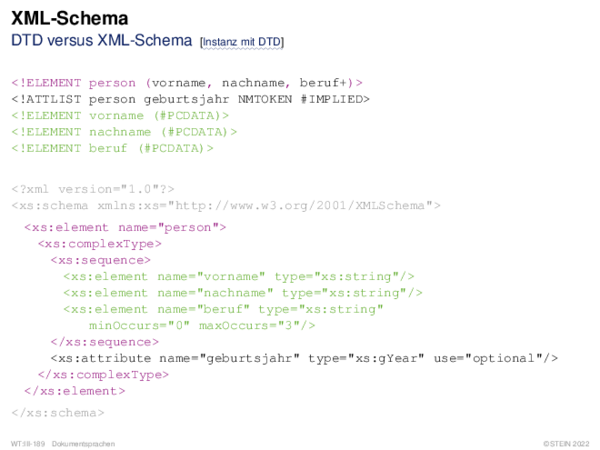 XML-Schema
DTD versus XML-Schema [Instanz mit DTD]
<!ELEMENT person (vorname, nachname, beruf+)>
<!ATTLIST person geburtsjahr NMTOKEN #IMPLIED>
<!ELEMENT vorname (#PCDATA)>
<!ELEMENT nachname (#PCDATA)>
<!ELEMENT beruf (#PCDATA)>
<?xml version="1.0"?>
<xs:schema xmlns:xs="http://www.w3.org/2001/XMLSchema">
<xs:element name="person">
<xs:complexType>
<xs:sequence>
<xs:element name="vorname" type="xs:string"/>
<xs:element name="nachname" type="xs:string"/>
<xs:element name="beruf" type="xs:string"
minOccurs="0" maxOccurs="3"/>
</xs:sequence>
<xs:attribute name="geburtsjahr" type="xs:gYear" use="optional"/>
</xs:complexType>
</xs:element>
</xs:schema>
WT:III-189 Dokumentsprachen ©STEIN 2022